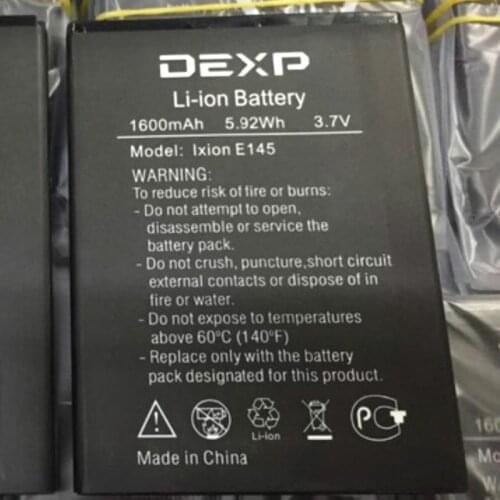 DEXP
Li-ion Battery
1600mAh 5.92Wh 3.7V
Model: Ixion E145
WARNING:
To reduce risk of fire or burns:
- Do not attempt to open,
disassemble or service the
battery pack.
- Do not crush, puncture,short circuit
external contacts or dispose of in
fire or water.
- Do not expose to temperatures
above 60°C (140°F)
- Replace only with the battery
pack designated for this product.
Li-ion
Made in China
160
Mo
W